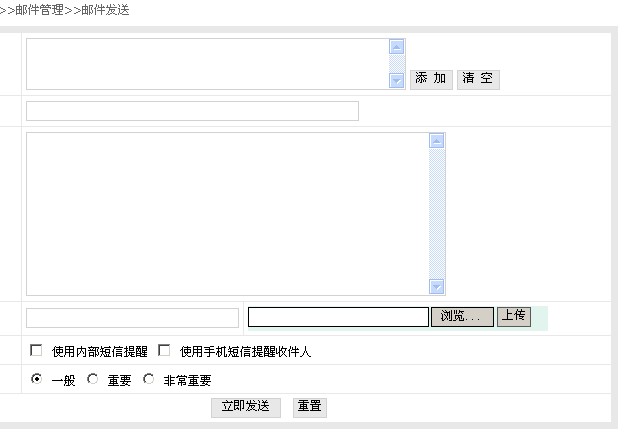 >>邮件管理>>邮件发送
添 加 清 空
浏览... 上传
使用内部短信提醒 使用手机短信提醒收件人
一般 重要 非常重要
立即发送 重置